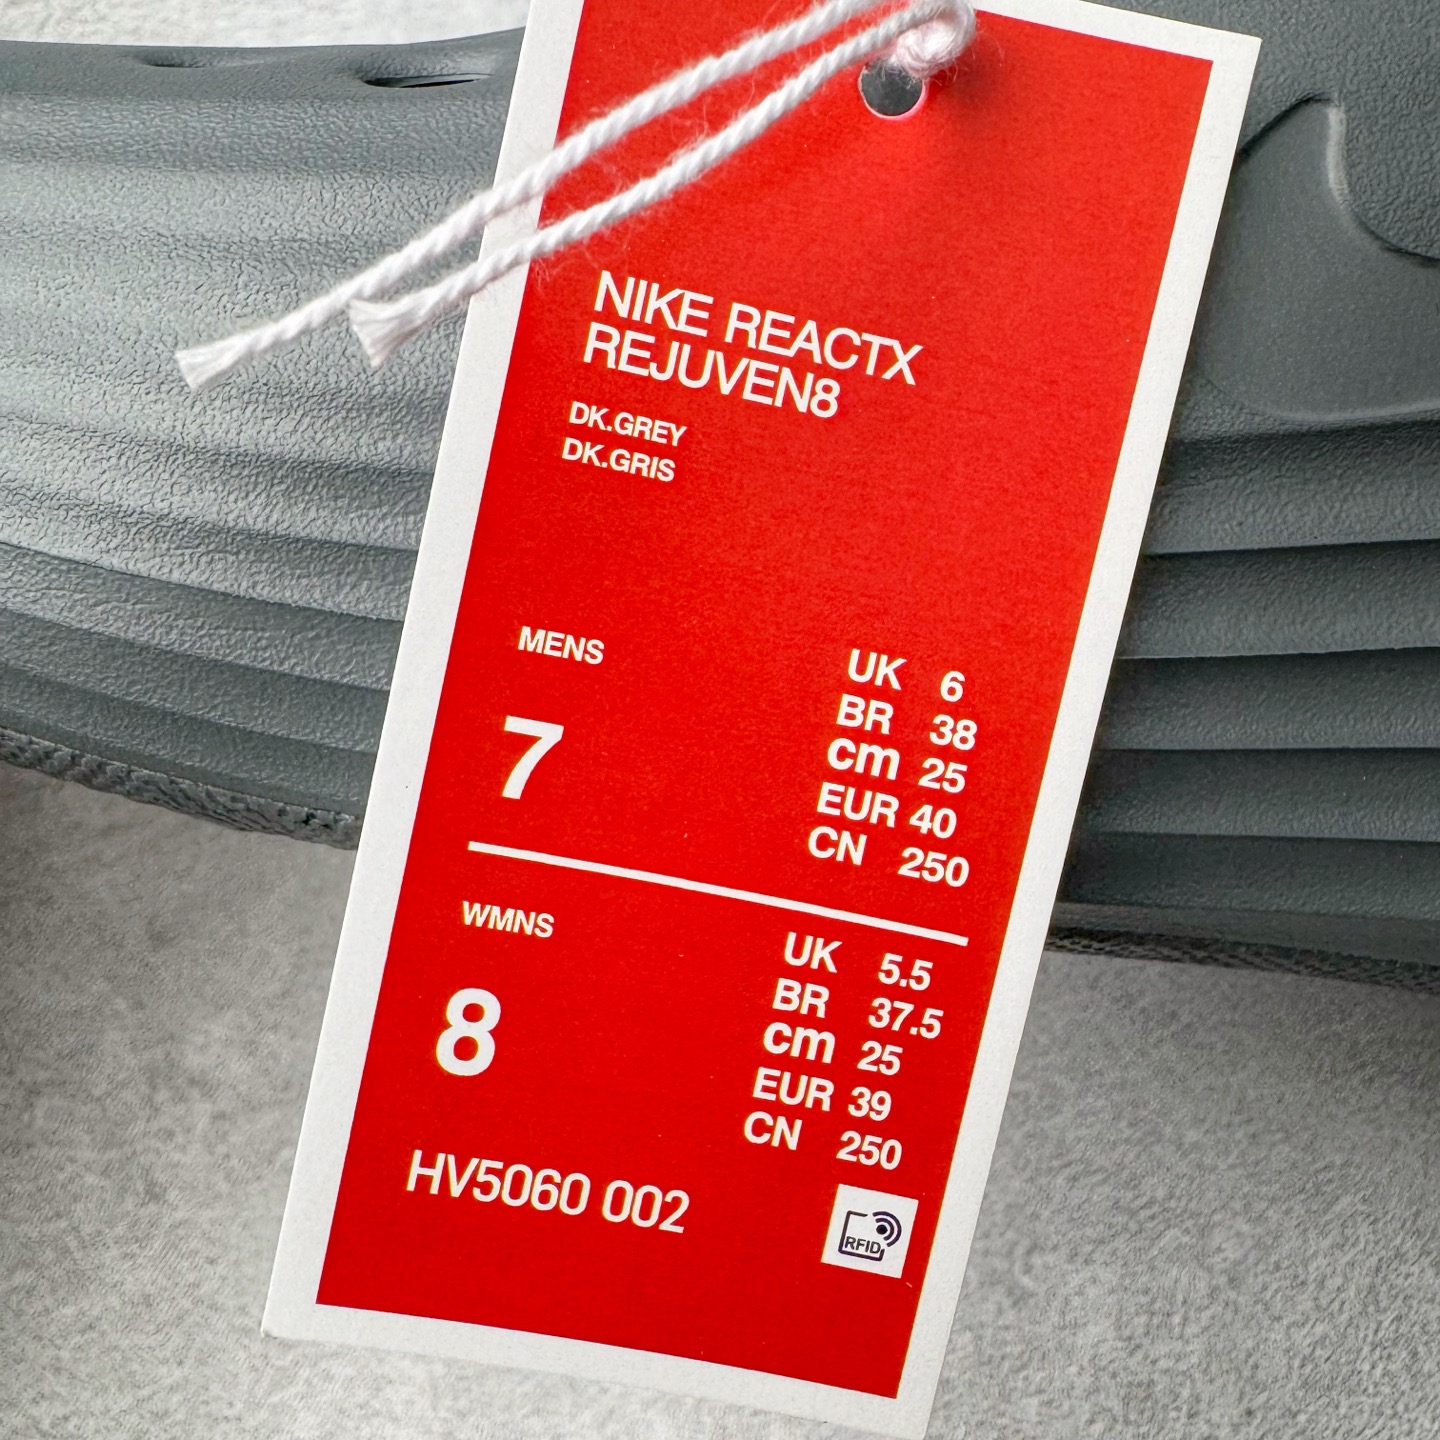 NIKE REACTX
REJUVEN8
DK.GREY
DK.GRIS
MENS
7
UK 6
BR 38
cm 25
EUR 40
CN 250
WMNS
8
UK 5.5
BR 37.5
cm 25
EUR 39
CN 250
HV5060 002
RFID